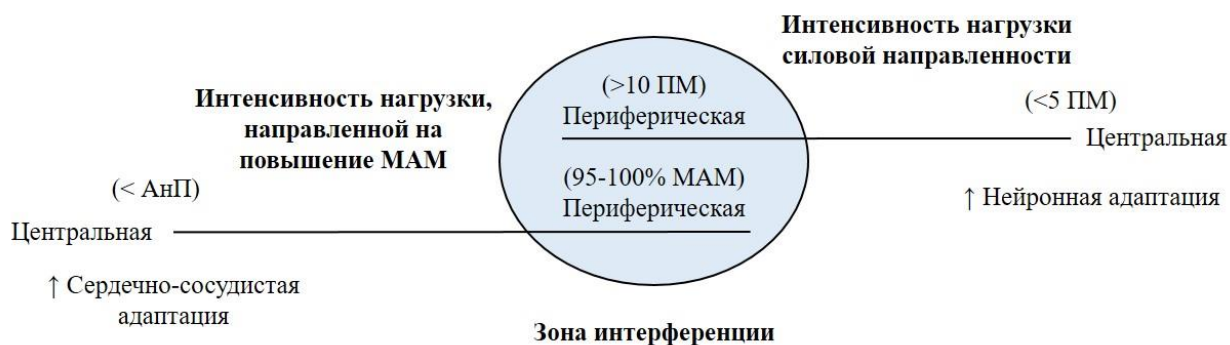 Интенсивность нагрузки
силовой направленности
Интенсивность нагрузки,
направленной на
повышение МАМ
(>10 ПМ)
Периферическая
(<5 ПМ)
Центральная
(95-100% МАМ)
Периферическая
(< АнП)
Центральная
↑ Нейронная адаптация
↑ Сердечно-сосудистая
адаптация
Зона интерференции